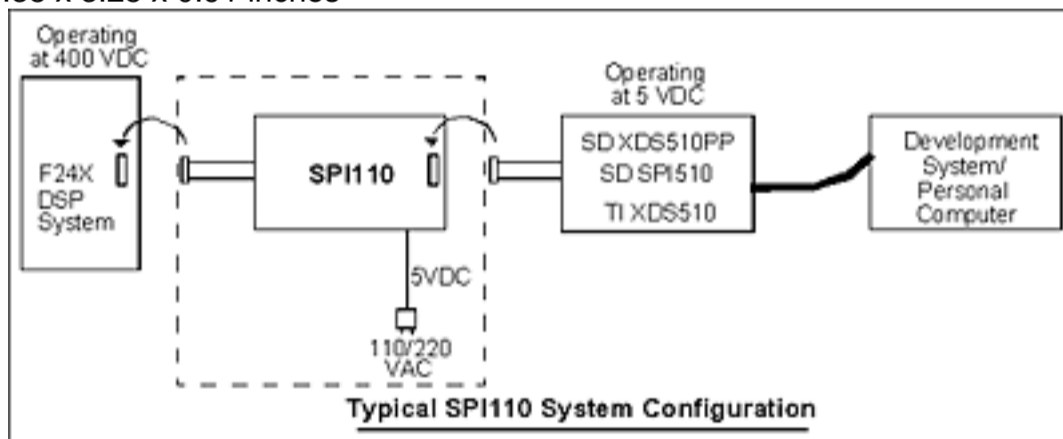 Operating
at 400 VDC
F24X
DSP
System
SPI110
5VDC
110/220
VAC
Operating
at 5 VDC
SD XDS510PP
SD SPI510
TI XDS510
Development
System/
Personal
Computer
Typical SPI110 System Configuration